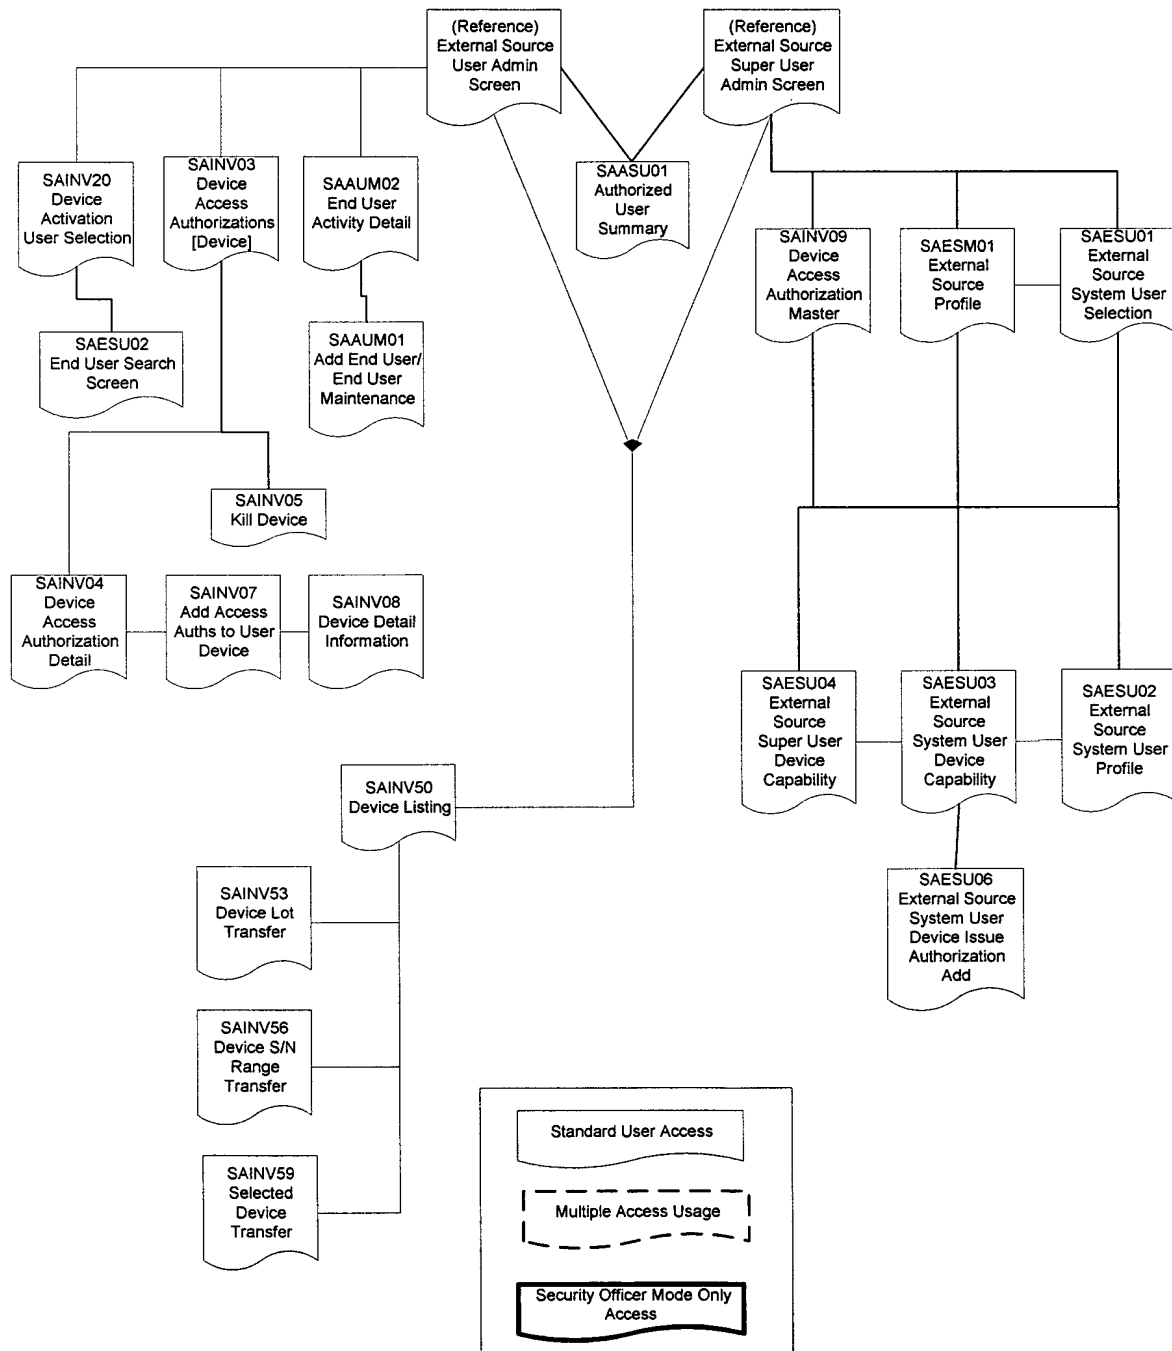 (Reference)
External Source
User Admin
Screen
(Reference)
External Source
Super User
Admin Screen
SAINV20
Device
Activation
User Selection
SAINV03
Device
Access
Authorizations
[Device]
SAAUM02
End User
Activity Detail
SAASU01
Authorized
User
Summary
SAINV09
Device
Access
Authorization
Master
SAESM01
External
Source
Profile
SAESU01
External
Source
System User
Selection
SAESU02
End User Search
Screen
SAAUM01
Add End User/
End User
Maintenance
SAINV05
Kill Device
SAINV04
Device
Access
Authorization
Detail
SAINV07
Add Access
Auths to User
Device
SAINV08
Device Detail
Information
SAESU04
External
Source
Super User
Device
Capability
SAESU03
External
Source
System User
Device
Capability
SAESU02
External
Source
System User
Profile
SAINV50
Device Listing
SAESU06
External Source
System User
Device Issue
Authorization
Add
SAINV53
Device Lot
Transfer
SAINV56
Device S/N
Range
Transfer
SAINV59
Selected
Device
Transfer
Standard User Access
Multiple Access Usage
Security Officer Mode Only
Access